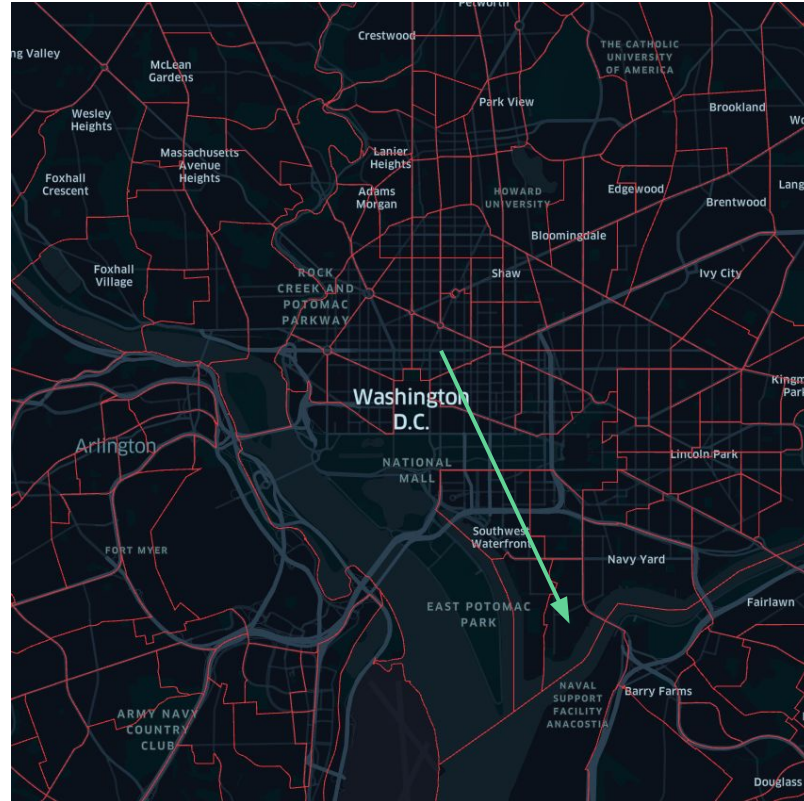 Petworth
Crestwood
THE CATHOLIC
UNIVERSITY
OF AMERICA
ng Valley
McLean
Gardens
Park View
Brookland
Wesley
Heights
Wo
Massachusetts
Avenue
Heights
Lanier
Heights
Foxhall
Crescent
Adams
Morgan
HOWARD
UNIVERSITY
Edgewood
Lang
Brentwood
Bloomingdale
Foxhall
Village
ROCK
CREEK AND
POTOMAC
PARKWAY
Shaw
Ivy City
Washington
D.C.
Kingm
Park
Arlington
NATIONAL
MALL
Lincoln Park
Southwest
Waterfront
FORT MYER
Navy Yard
EAST POTOMAC
PARK
Fairlawn
NAVAL
SUPPORT
FACILITY
ANACOSTIA
Barry Farms
ARMY NAVY
COUNTRY
CLUB
Douglass